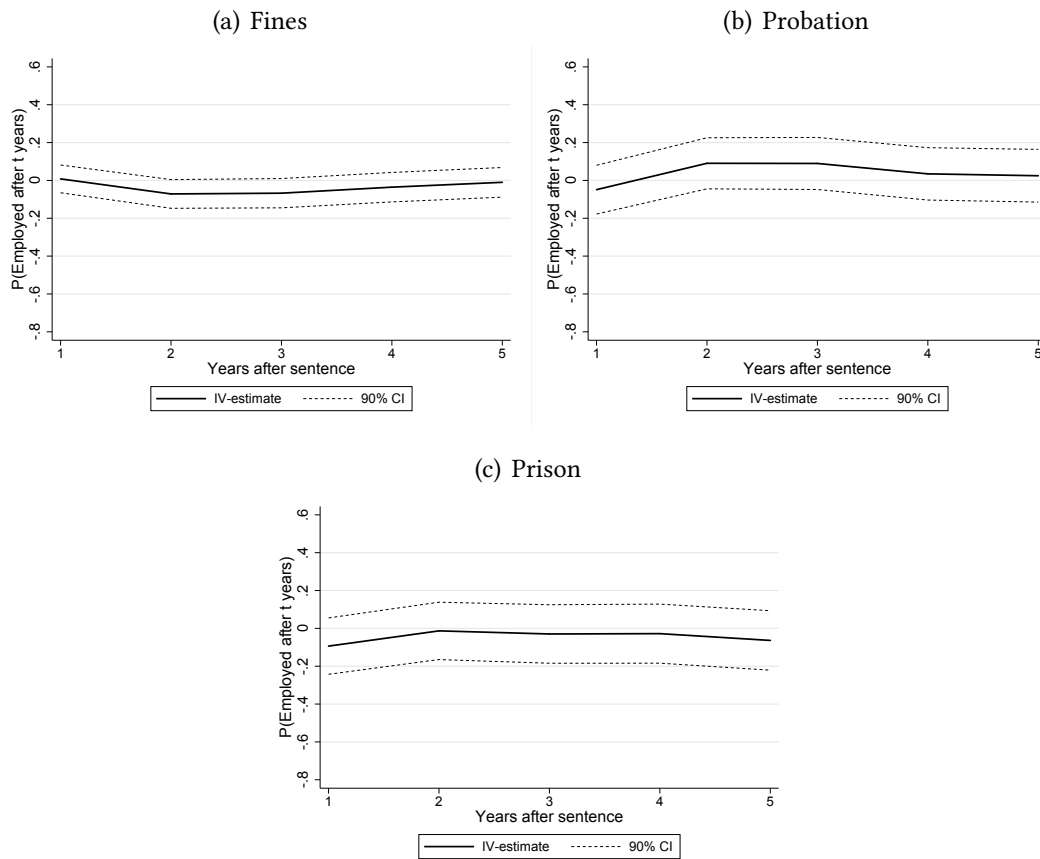 (a) Fines
P(Employed after t years)
.6
.4
.2
0
-.2
-.4
-.6
-.8
1 2 3 4 5
Years after sentence
IV-estimate 90% CI
(b) Probation
P(Employed after t years)
.6
.4
.2
0
-.2
-.4
-.6
-.8
1 2 3 4 5
Years after sentence
IV-estimate 90% CI
(c) Prison
P(Employed after t years)
.6
.4
.2
0
-.2
-.4
-.6
-.8
1 2 3 4 5
Years after sentence
IV-estimate 90% CI